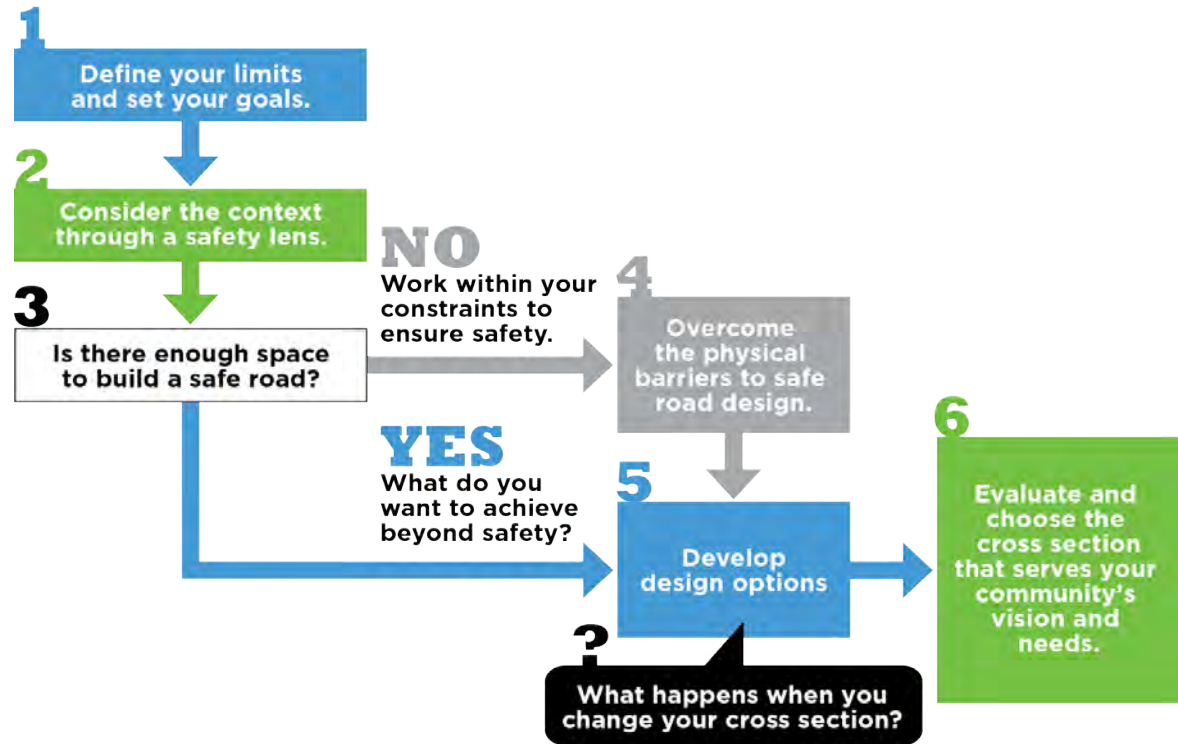 1
Define your limits
and set your goals.
2
Consider the context
through a safety lens.
3
Is there enough space
to build a safe road?
NO
Work within your
constraints to
ensure safety.
4
Overcome
the physical
barriers to safe
road design.
YES
What do you
want to achieve
beyond safety?
5
Develop
design options
?
What happens when you
change your cross section?
6
Evaluate and
choose the
cross section
that serves your
community's
vision and
needs.